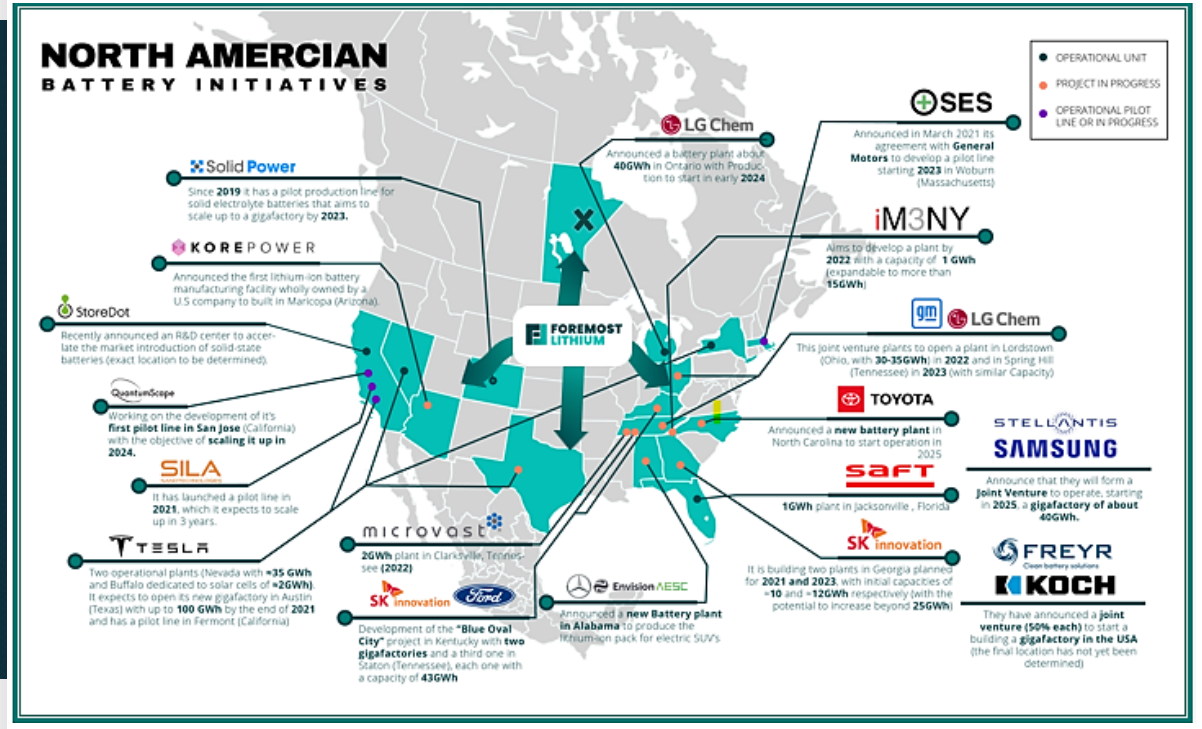 NORTH AMERCIAN
BATTERY INITIATIVES
OPERATIONAL UNIT
PROJECT IN PROGRESS
OPERATIONAL PILOT
LINE OR IN PROGRESS
Solid Power
Since 2019 it has a pilot production line for
solid electrolyte batteries that aims to
scale up to a gigafactory by 2023.
KOREPOWER
Announced the first lithium-ion battery
manufacturing facility wholly owned by a
U.S company to built in Maricopa (Arizona).
StoreDot
Recently announced an R&D center to accer-
late the market introduction of solid-state
batteries (exact location to be determined).
QuantumScape
Working on the development of it's
first pilot line in San Jose (California)
with the objective of scaling it up in
2024.
SILA
NANOTECHNOLOGIES
It has launched a pilot line in
2021, which it expects to scale
up in 3 years.
TESLA
Two operational plants (Nevada with ≈35 GWh
and Buffalo dedicated to solar cells of ≈2GWh).
It expects to open its new gigafactory in Austin
(Texas) with up to 100 GWh by the end of 2021
and has a pilot line in Fermont (California)
LG Chem
Announced a battery plant about
40GWh in Ontario with Produc-
tion to start in early 2024
FOREMOST
LITHIUM
microvast
2GWh plant in Clarksville, Tennes-
see (2022)
SK innovation
Ford
Development of the "Blue Oval
City" project in Kentucky with two
gigafactories and a third one in
Staton (Tennessee), each one with
a capacity of 43GWh
Envision AESC
Announced a new Battery plant
in Alabama to produce the
lithium-ion pack for electric SUV's
SES
Announced in March 2021 its
agreement with General
Motors to develop a pilot line
starting 2023 in Woburn
(Massachusetts)
iM3NY
Aims to develop a plant by
2022 with a capacity of 1 GWh
(expandable to more than
15GWh)
gm LG Chem
This Joint venture plants to open a plant in Lordstown
(Ohio, with 30-35GWh) in 2022 and in Spring Hill
(Tennessee) in 2023 (with similar Capacity)
TOYOTA
Announced a new battery plant in
North Carolina to start operation in
2025
saft
1GWh plant in Jacksonville , Florida
SK innovation
It is building two plants in Georgia planned
for 2021 and 2023, with initial capacities of
≈10 and ≈12GWh respectively (with the
potential to increase beyond 25GWh)
STELLANTIS
SAMSUNG
Announce that they will form a
Joint Venture to operate, starting
in 2025, a gigafactory of about
40GWh.
FREYR
Clean battery solutions
KOCH
They have announced a joint
venture (50% each) to start a
building a gigafactory in the USA
(the final location has not yet been
determined)